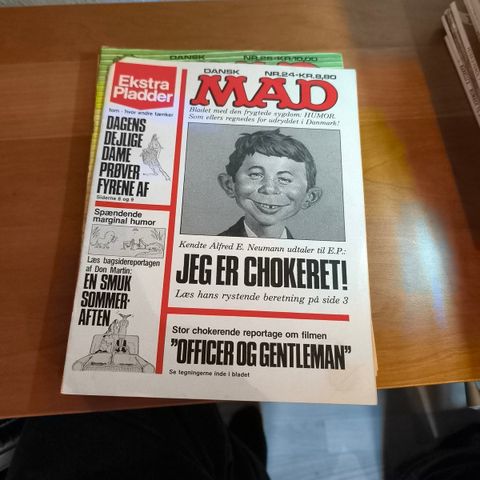 DANSK NR.26-KR.10,00
Ekstra
Pladder
DANSK NR.24-KR.8,80
MAD
Bladet med den frygtede sygdom: HUMOR.
Som ellers regnedes for udryddet i Danmark!
tom - hvor andre tænker
DAGENS
DEJLIGE
DAME
PRØVER
FYRENE AF
Siderne 8 og 9
Spændende
marginal humor
Læs bagsidereportagen
af Don Martin:
EN SMUK
SOMMER-
AFTEN
Kendte Alfred E. Neumann udtaler til E.P.:
JEG ER CHOKERET!
Læs hans rystende beretning på side 3
Stor chokerende reportage om filmen
"OFFICER OG GENTLEMAN"
Se tegningerne inde i bladet